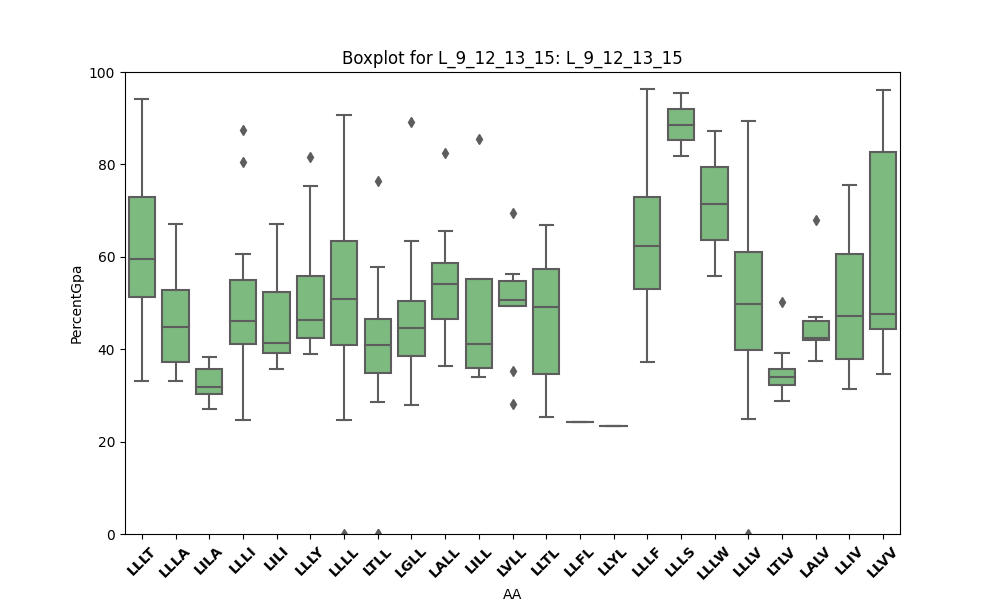 Boxplot for L_9_12_13_15: L_9_12_13_15
100
80
60
40
20
0
PercentGpa
LLLT LLLA LILA LLLI LILI LLLY LLLL LTLL LGLL LALL LILL LVLL LLTL LLFL LLYL LLLF LLLS LLLW LLLV LTLV LALV LLIV LLVV
AA